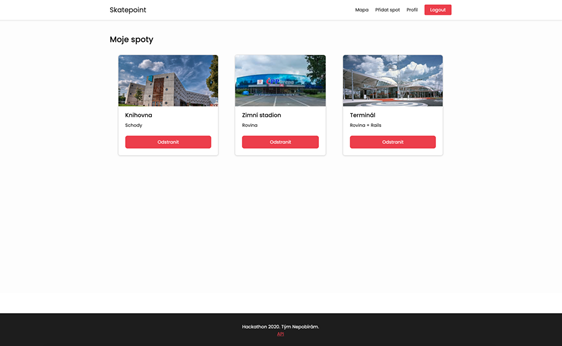 Skatepoint
Mapa Přidat spot Profil Logout
Moje spoty
Knihovna
Schody
Odstranit
Zimní stadion
Rovina
Odstranit
Terminál
Rovina + Rails
Odstranit
Hackathon 2020. Tým Nepobírám.
API